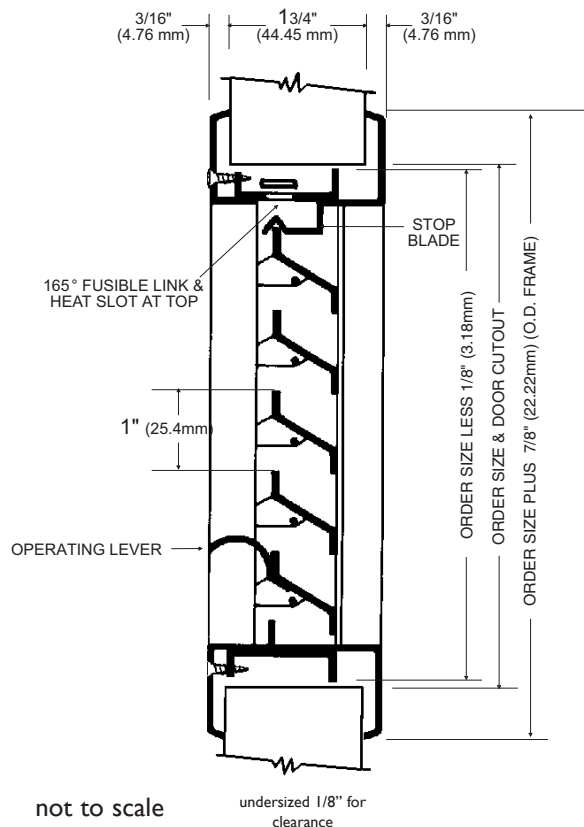 3/16"
(4.76 mm)
1 3/4"
(44.45 mm)
3/16"
(4.76 mm)
STOP
BLADE
165° FUSIBLE LINK &
HEAT SLOT AT TOP
1" (25.4mm)
OPERATING LEVER
ORDER SIZE LESS 1/8" (3.18mm)
ORDER SIZE & DOOR CUTOUT
ORDER SIZE PLUS 7/8" (22.22mm) (O.D. FRAME)
not to scale
undersized 1/8" for
clearance